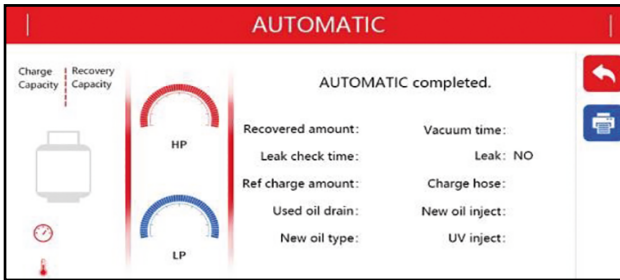 AUTOMATIC
Charge Capacity
Recovery Capacity
AUTOMATIC completed.
HP
LP
Recovered amount:
Vacuum time:
Leak check time:
Leak: NO
Ref charge amount:
Charge hose:
Used oil drain:
New oil inject:
New oil type:
UV inject: